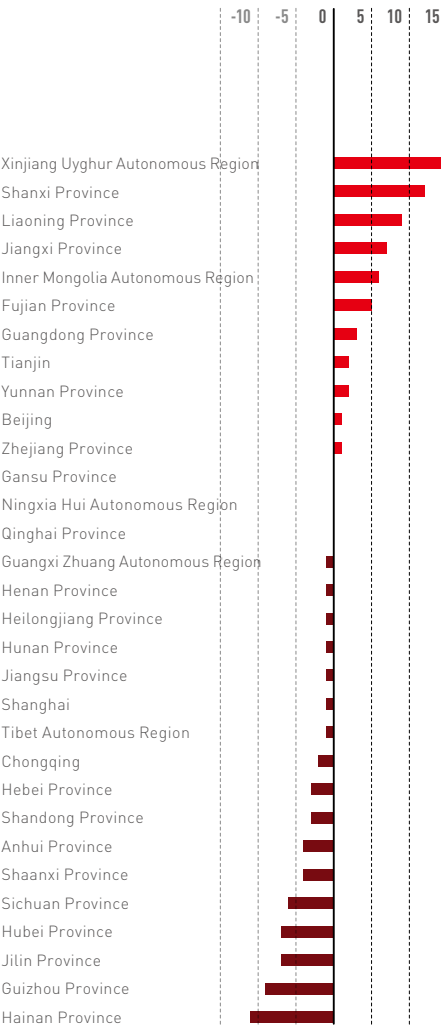 -10 -5 0 5 10 15
Xinjiang Uyghur Autonomous Region
Shanxi Province
Liaoning Province
Jiangxi Province
Inner Mongolia Autonomous Region
Fujian Province
Guangdong Province
Tianjin
Yunnan Province
Beijing
Zhejiang Province
Gansu Province
Ningxia Hui Autonomous Region
Qinghai Province
Guangxi Zhuang Autonomous Region
Henan Province
Heilongjiang Province
Hunan Province
Jiangsu Province
Shanghai
Tibet Autonomous Region
Chongqing
Hebei Province
Shandong Province
Anhui Province
Shaanxi Province
Sichuan Province
Hubei Province
Jilin Province
Guizhou Province
Hainan Province